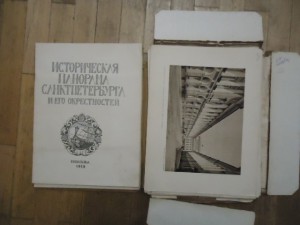 ИСТОРИЧЕСКАЯ
ПАНОРАМА
САНКТПЕТЕРБУРГА
И ЕГО ОКРЕСТНОСТЕЙ
МОСКВА